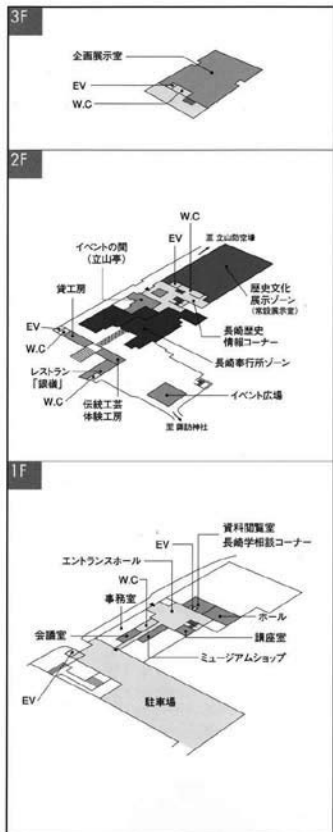 3F
企画展示室
EV
W.C
2F
W.C
EV
至 立山防空壕
イベントの間
(立山亭)
貸工房
歴史文化
展示ゾーン
(常設展示室)
EV
W.C
長崎歴史
情報コーナー
長崎奉行所ゾーン
レストラン
「銀嶺」
W.C
伝統工芸
体験工房
イベント広場
至 諏訪神社
1F
資料閲覧室
長崎学相談コーナー
EV
エントランスホール
W.C
事務室
ホール
会議室
講座室
ミュージアムショップ
EV
駐車場